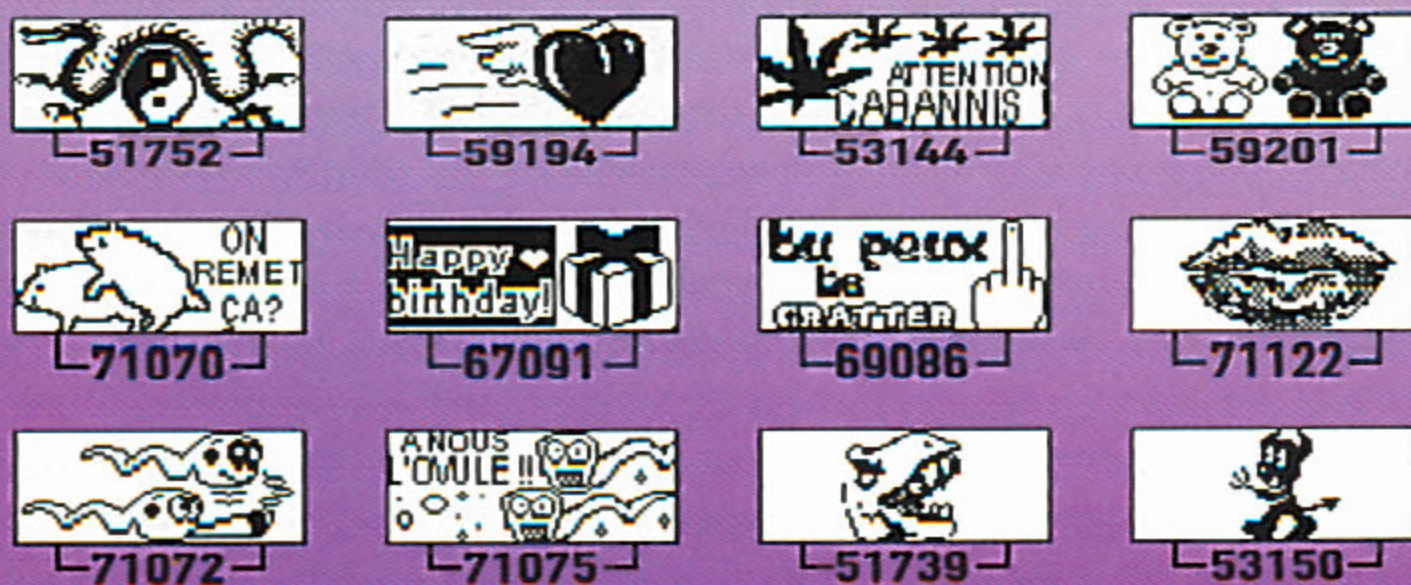 51752
59194
ATTENTION
CABANNIS !
53144
59201
ON
REMET
CA?
71070
Happy
birthday!
67091
tu peux
te
GRATTER
69086
71122
71072
A NOUS
L'OVULE !!
71075
51739
53150